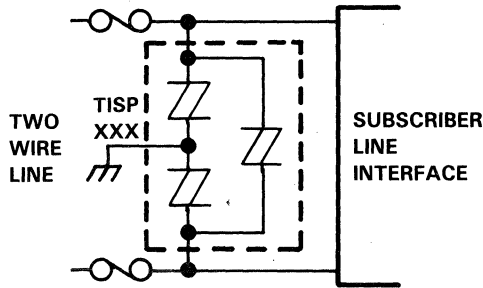 TWO
WIRE
LINE
TISP
XXX
SUBSCRIBER
LINE
INTERFACE